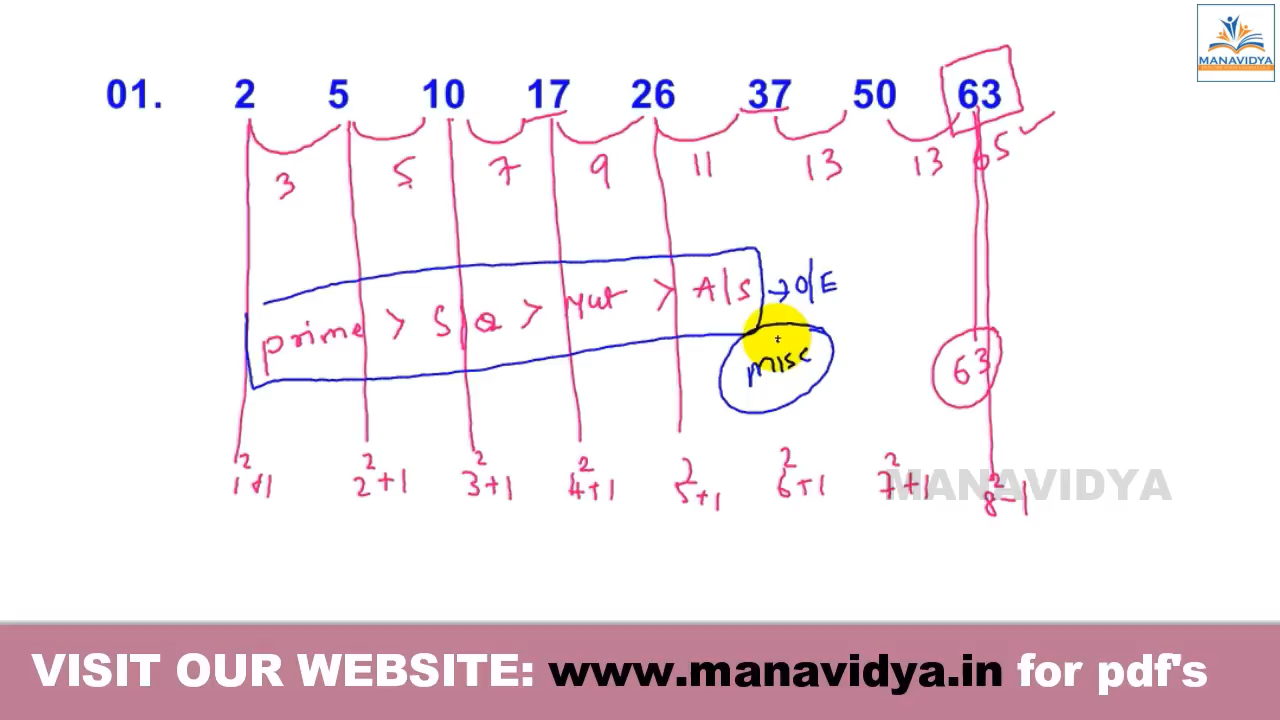 MANAVIDYA
01. 2 5 10 17 26 37 50 63
3 5 7 9 11 13 13 65
prime > SQ > > A/S → O/E
misc
63
1²+1 2²+1 3²+1 4²+1 5²+1 6²+1 7²+1 8²-1
MANAVIDYA
VISIT OUR WEBSITE: www.manavidya.in for pdf's